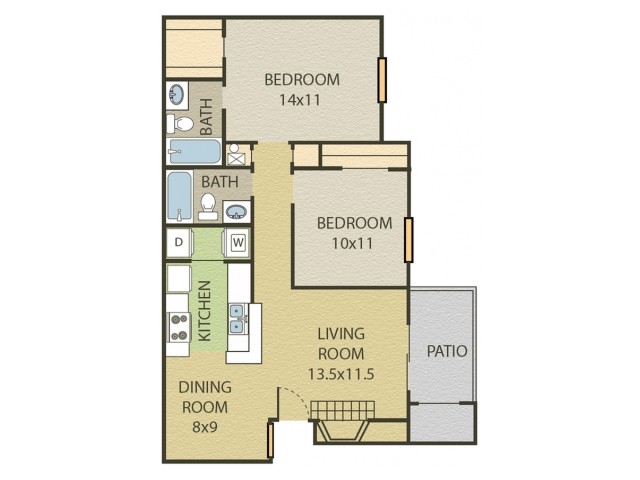 BEDROOM
14x11
BATH
BATH
BEDROOM
10x11
D
W
KITCHEN
LIVING
ROOM
13.5x11.5
PATIO
DINING
ROOM
8x9